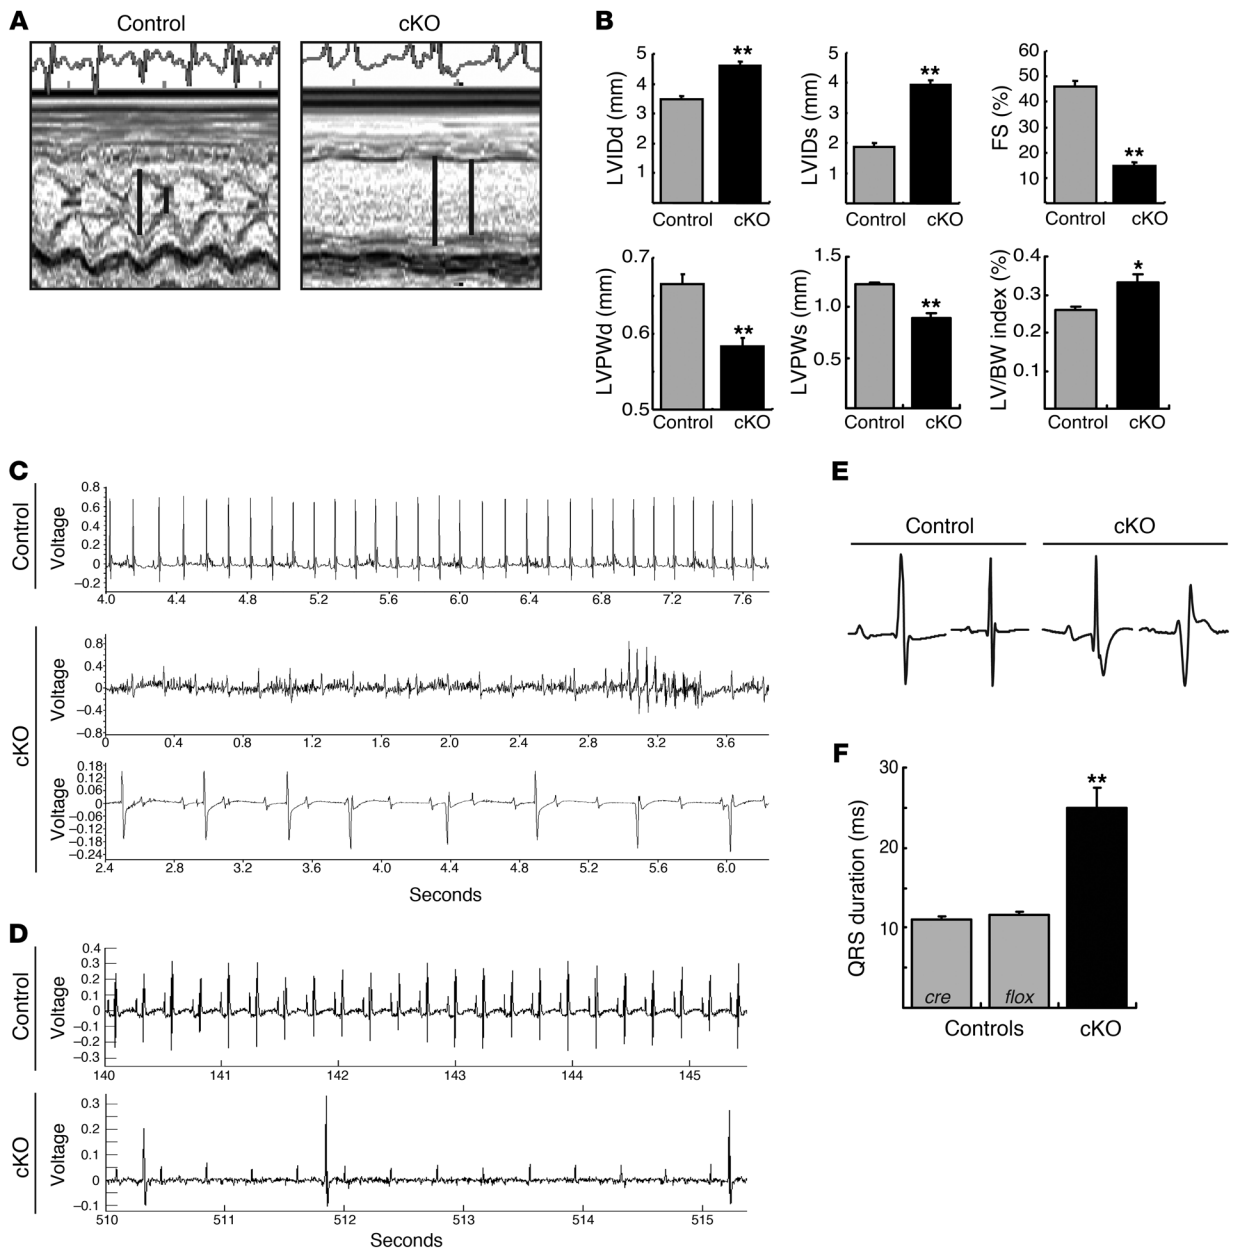 A
Control
cKO
B
5
4
3
2
1
LVIDd (mm)
**
Control
cKO
5
4
3
2
1
LVIDs (mm)
**
Control
cKO
60
50
40
30
20
10
FS (%)
**
Control
cKO
0.7
0.6
0.5
LVPWd (mm)
**
Control
cKO
1.5
1.0
0.5
LVPWs (mm)
**
Control
cKO
0.4
0.3
0.2
0.1
LV/BW index (%)
*
Control
cKO
C
Control
Voltage
0.8
0.6
0.4
0.2
0
–0.2
4.0 4.4 4.8 5.2 5.6 6.0 6.4 6.8 7.2 7.6
cKO
Voltage
0.8
0.4
0
–0.4
–0.8
0 0.4 0.8 1.2 1.6 2.0 2.4 2.8 3.2 3.6
Voltage
0.18
0.12
0.06
0
–0.06
–0.12
–0.18
–0.24
2.4 2.8 3.2 3.6 4.0 4.4 4.8 5.2 5.6 6.0
Seconds
D
Control
Voltage
0.4
0.3
0.2
0.1
0
–0.1
–0.2
–0.3
140 141 142 143 144 145
cKO
Voltage
0.3
0.2
0.1
0
–0.1
510 511 512 513 514 515
Seconds
E
Control
cKO
F
30
20
10
QRS duration (ms)
**
cre
flox
Controls
cKO